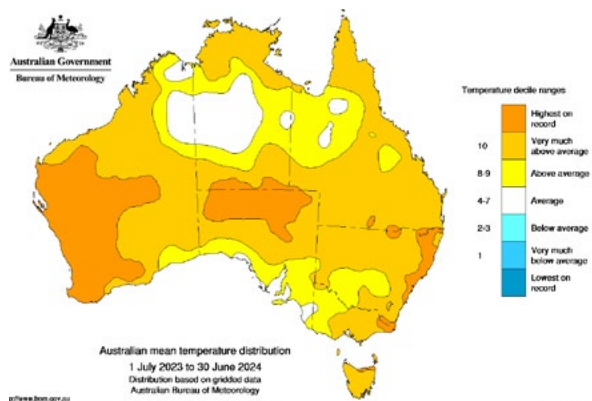 Australian Government
Bureau of Meteorology
Temperature decile ranges
Highest on
record
10
Very much
above average
8-9
Above average
4-7
Average
2-3
Below average
1
Very much
below average
Lowest on
record
Australian mean temperature distribution
1 July 2023 to 30 June 2024
Distribution based on gridded data
Australian Bureau of Meteorology